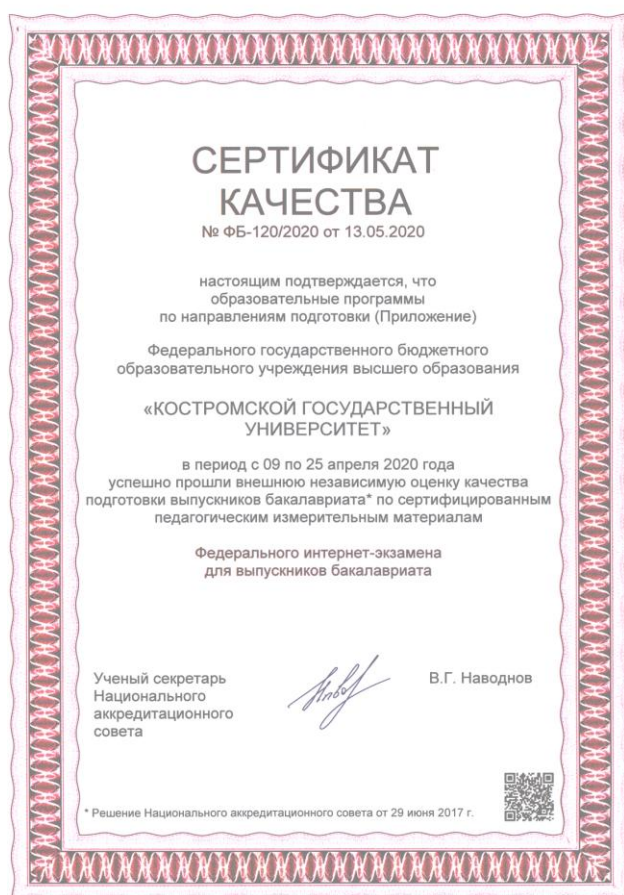 СЕРТИФИКАТ
КАЧЕСТВА
№ ФБ-120/2020 от 13.05.2020
настоящим подтверждается, что
образовательные программы
по направлениям подготовки (Приложение)
Федерального государственного бюджетного
образовательного учреждения высшего образования
«КОСТРОМСКОЙ ГОСУДАРСТВЕННЫЙ
УНИВЕРСИТЕТ»
в период с 09 по 25 апреля 2020 года
успешно прошли внешнюю независимую оценку качества
подготовки выпускников бакалавриата* по сертифицированным
педагогическим измерительным материалам
Федерального интернет-экзамена
для выпускников бакалавриата
Ученый секретарь
Национального
аккредитационного
совета
В.Г. Наводнов
* Решение Национального аккредитационного совета от 29 июня 2017 г.